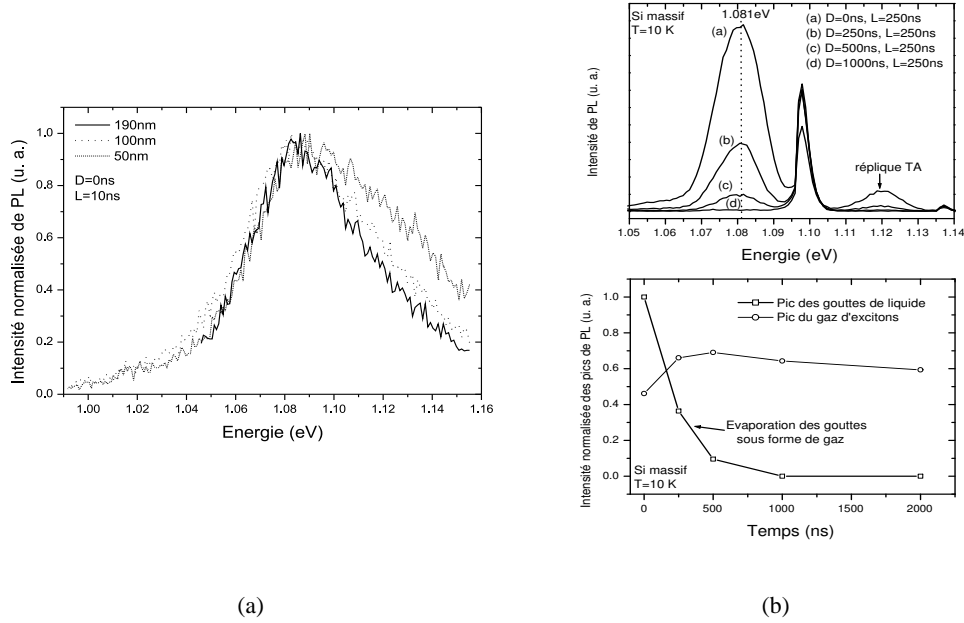 Intensité normalisée de PL (u. a.)
1,0
0,8
0,6
0,4
0,2
0,0
190nm
100nm
50nm
D=0ns
L=10ns
1.00 1.02 1.04 1.06 1.08 1.10 1.12 1.14 1.16
Energie (eV)
(a)
Intensité de PL (u. a.)
Si massif
T=10 K
1.081eV
(a)
(b)
(c)
(d)
(a) D=0ns, L=250ns
(b) D=250ns, L=250ns
(c) D=500ns, L=250ns
(d) D=1000ns, L=250ns
réplique TA
1.05 1.06 1.07 1.08 1.09 1.10 1.11 1.12 1.13 1.14
Energie (eV)
Intensité normalisée des pics de PL (u. a.)
1.0
0.8
0.6
0.4
0.2
0.0
Pic des gouttes de liquide
Pic du gaz d'excitons
Evaporation des gouttes
sous forme de gaz
Si massif
T=10 K
0 500 1000 1500 2000
Temps (ns)
(b)